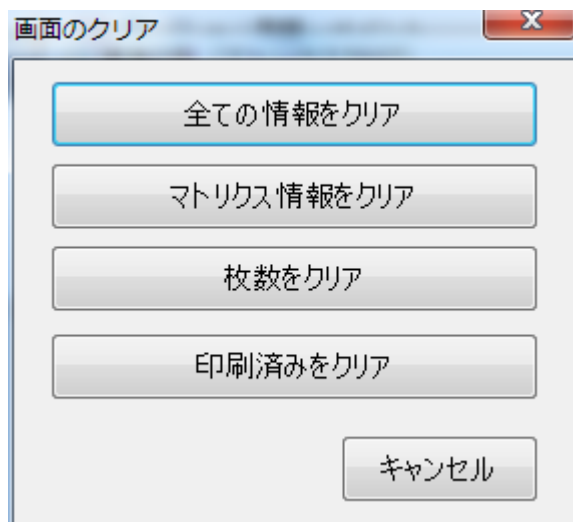 画面のクリア
全ての情報をクリア
マトリクス情報をクリア
枚数をクリア
印刷済みをクリア
キャンセル